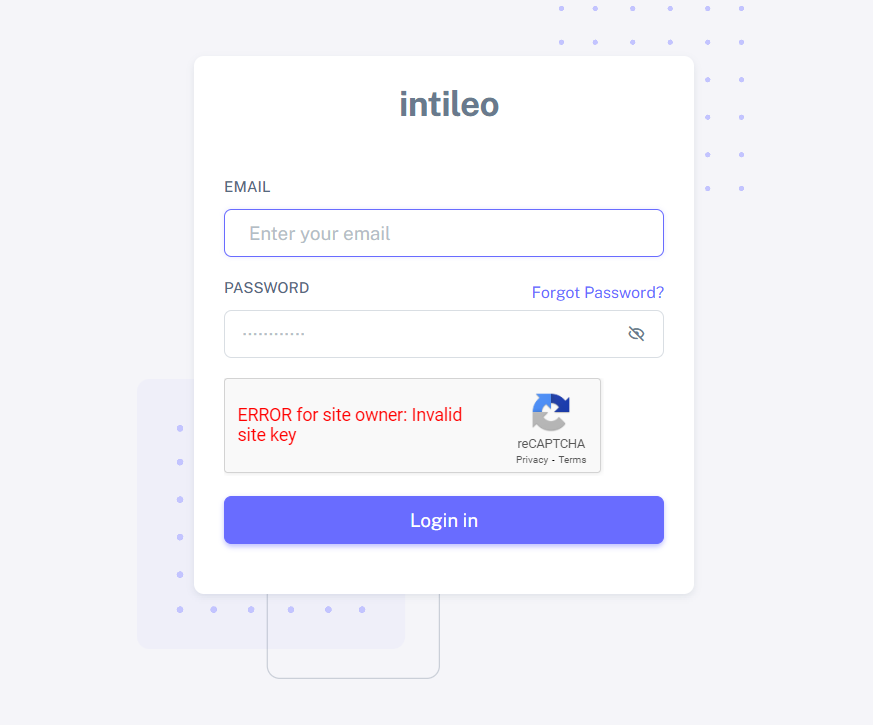 intileo
EMAIL
Enter your email
PASSWORD
Forgot Password?
············
ERROR for site owner: Invalid
site key
reCAPTCHA
Privacy - Terms
Login in